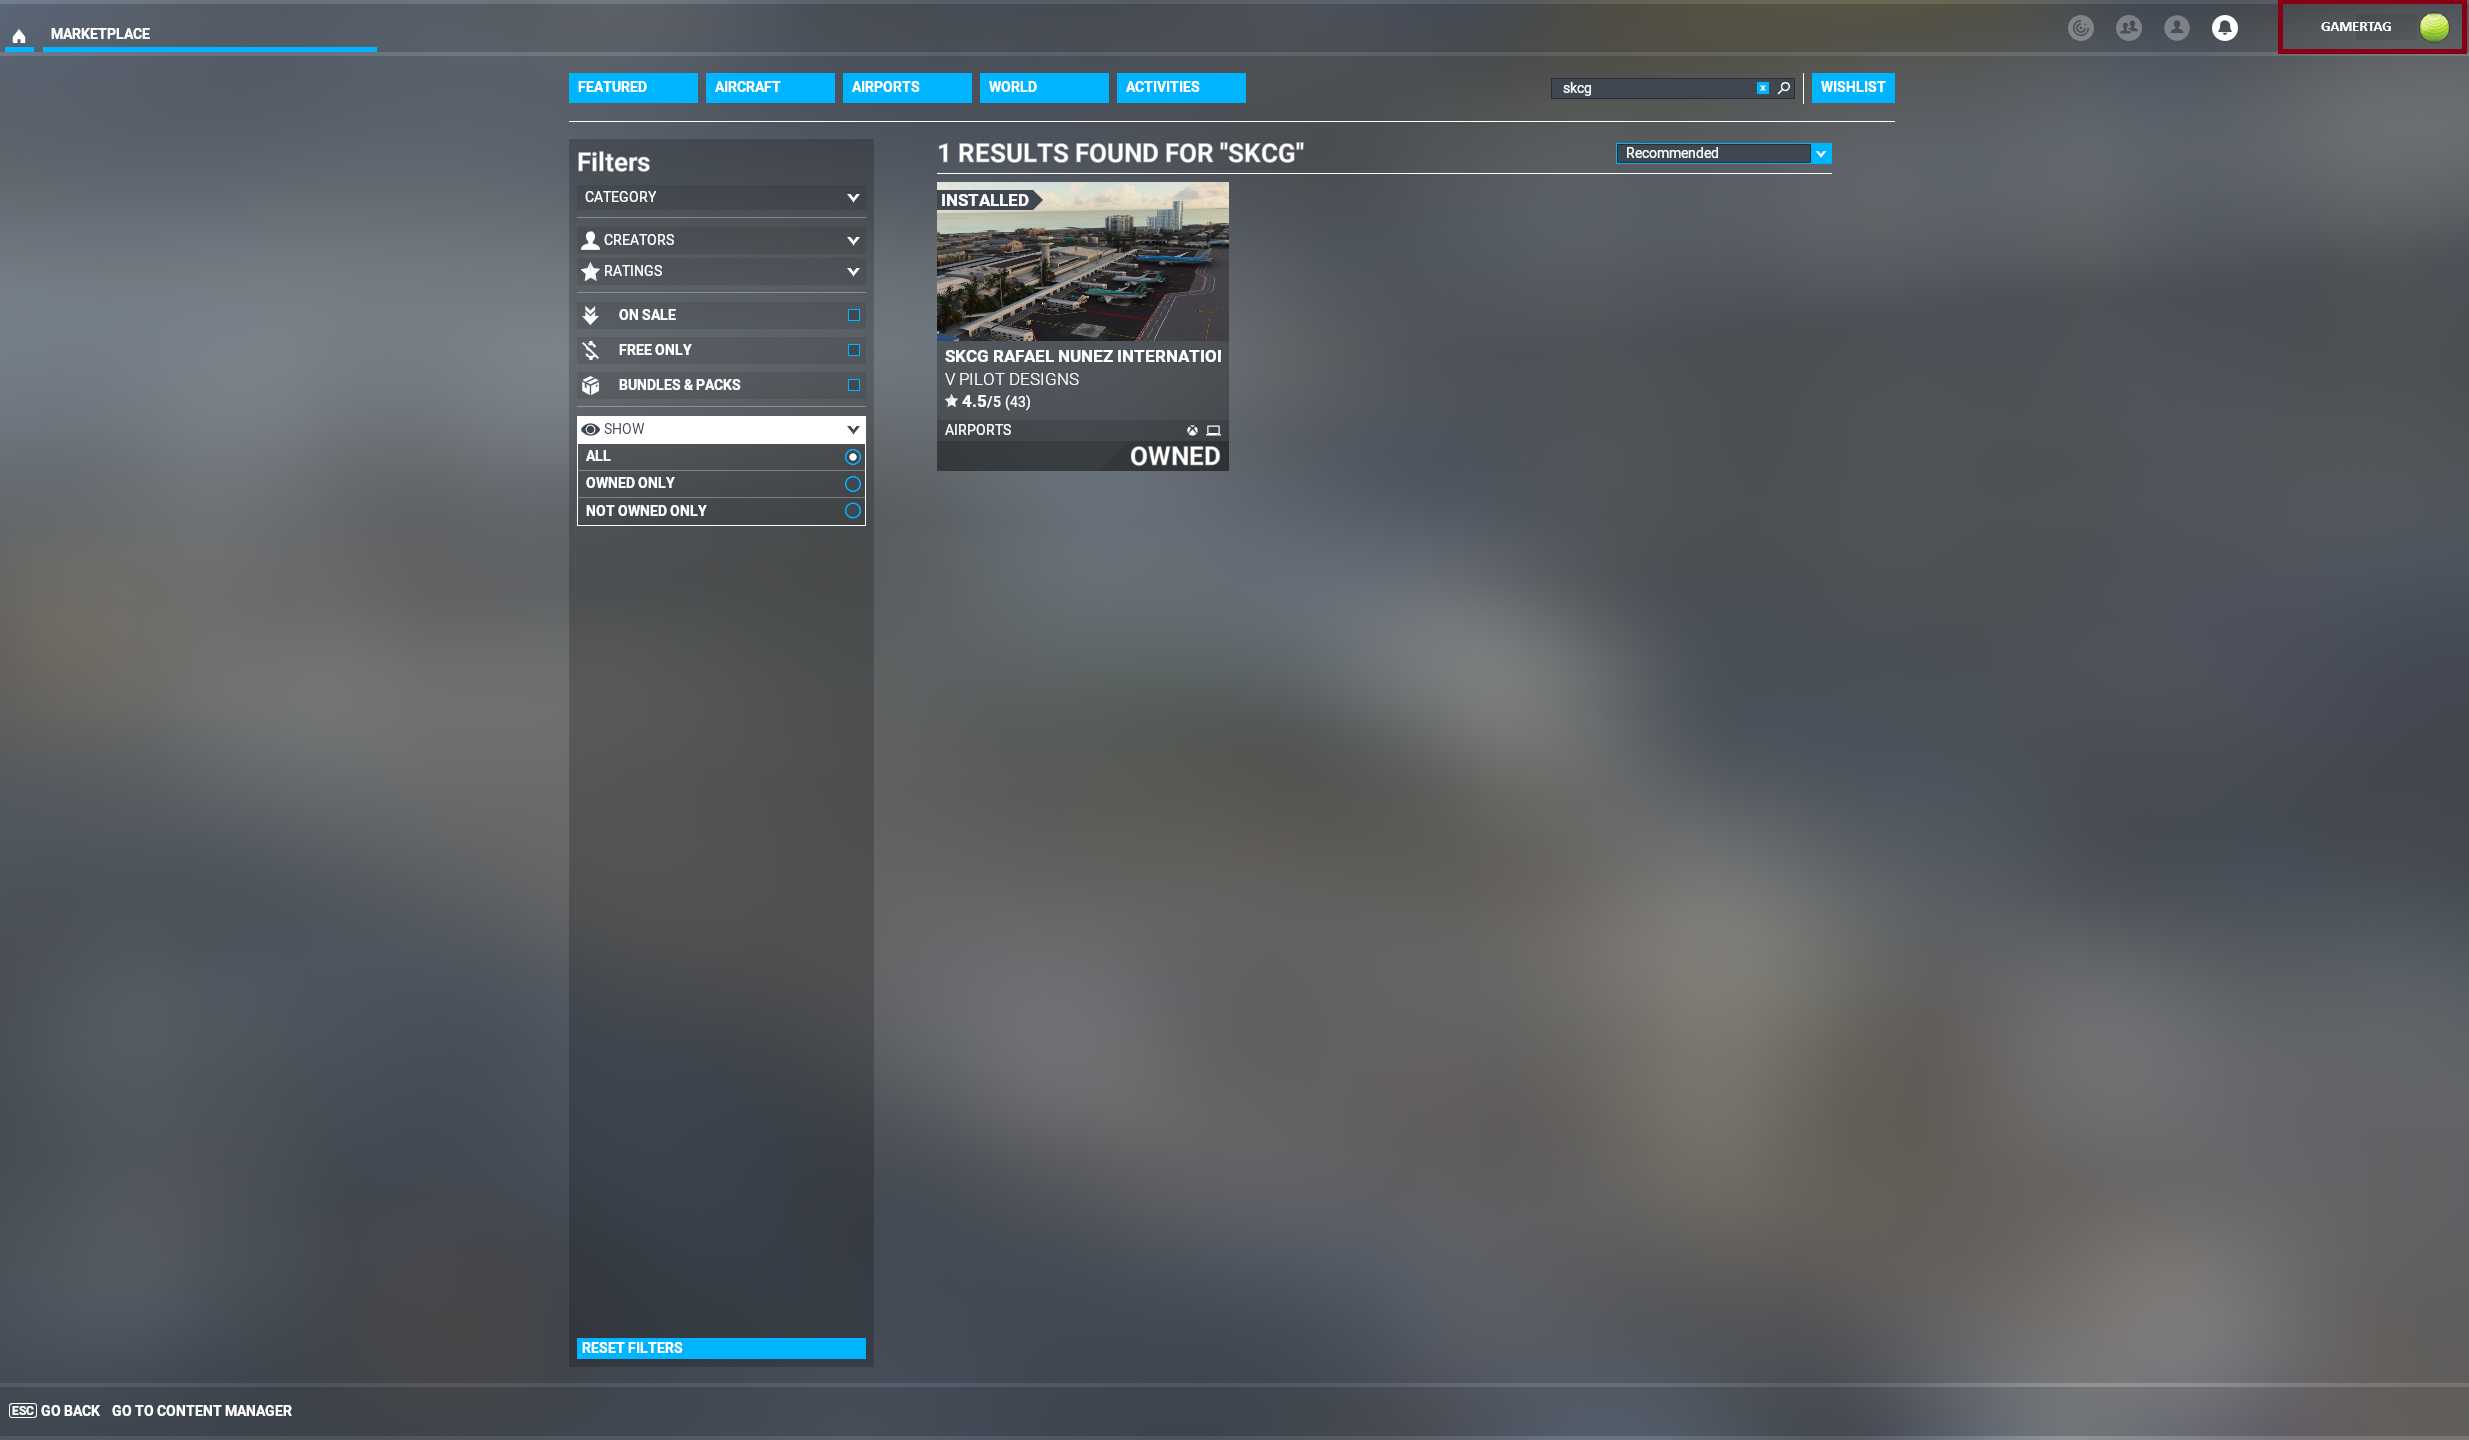 MARKETPLACE
GAMERTAG
FEATURED
AIRCRAFT
AIRPORTS
WORLD
ACTIVITIES
skcg
x
WISHLIST
Filters
CATEGORY
CREATORS
RATINGS
ON SALE
FREE ONLY
BUNDLES & PACKS
SHOW
ALL
OWNED ONLY
NOT OWNED ONLY
RESET FILTERS
1 RESULTS FOUND FOR "SKCG"
Recommended
INSTALLED
SKCG RAFAEL NUNEZ INTERNATIO
V PILOT DESIGNS
4.5/5 (43)
AIRPORTS
OWNED
ESC GO BACK GO TO CONTENT MANAGER